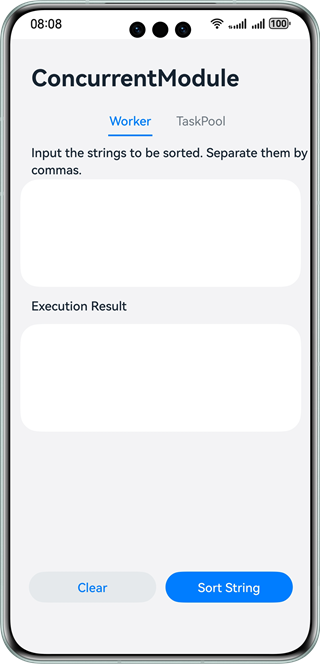 08:08
100
ConcurrentModule
Worker
TaskPool
Input the strings to be sorted. Separate them by
commas.
Execution Result
Clear
Sort String